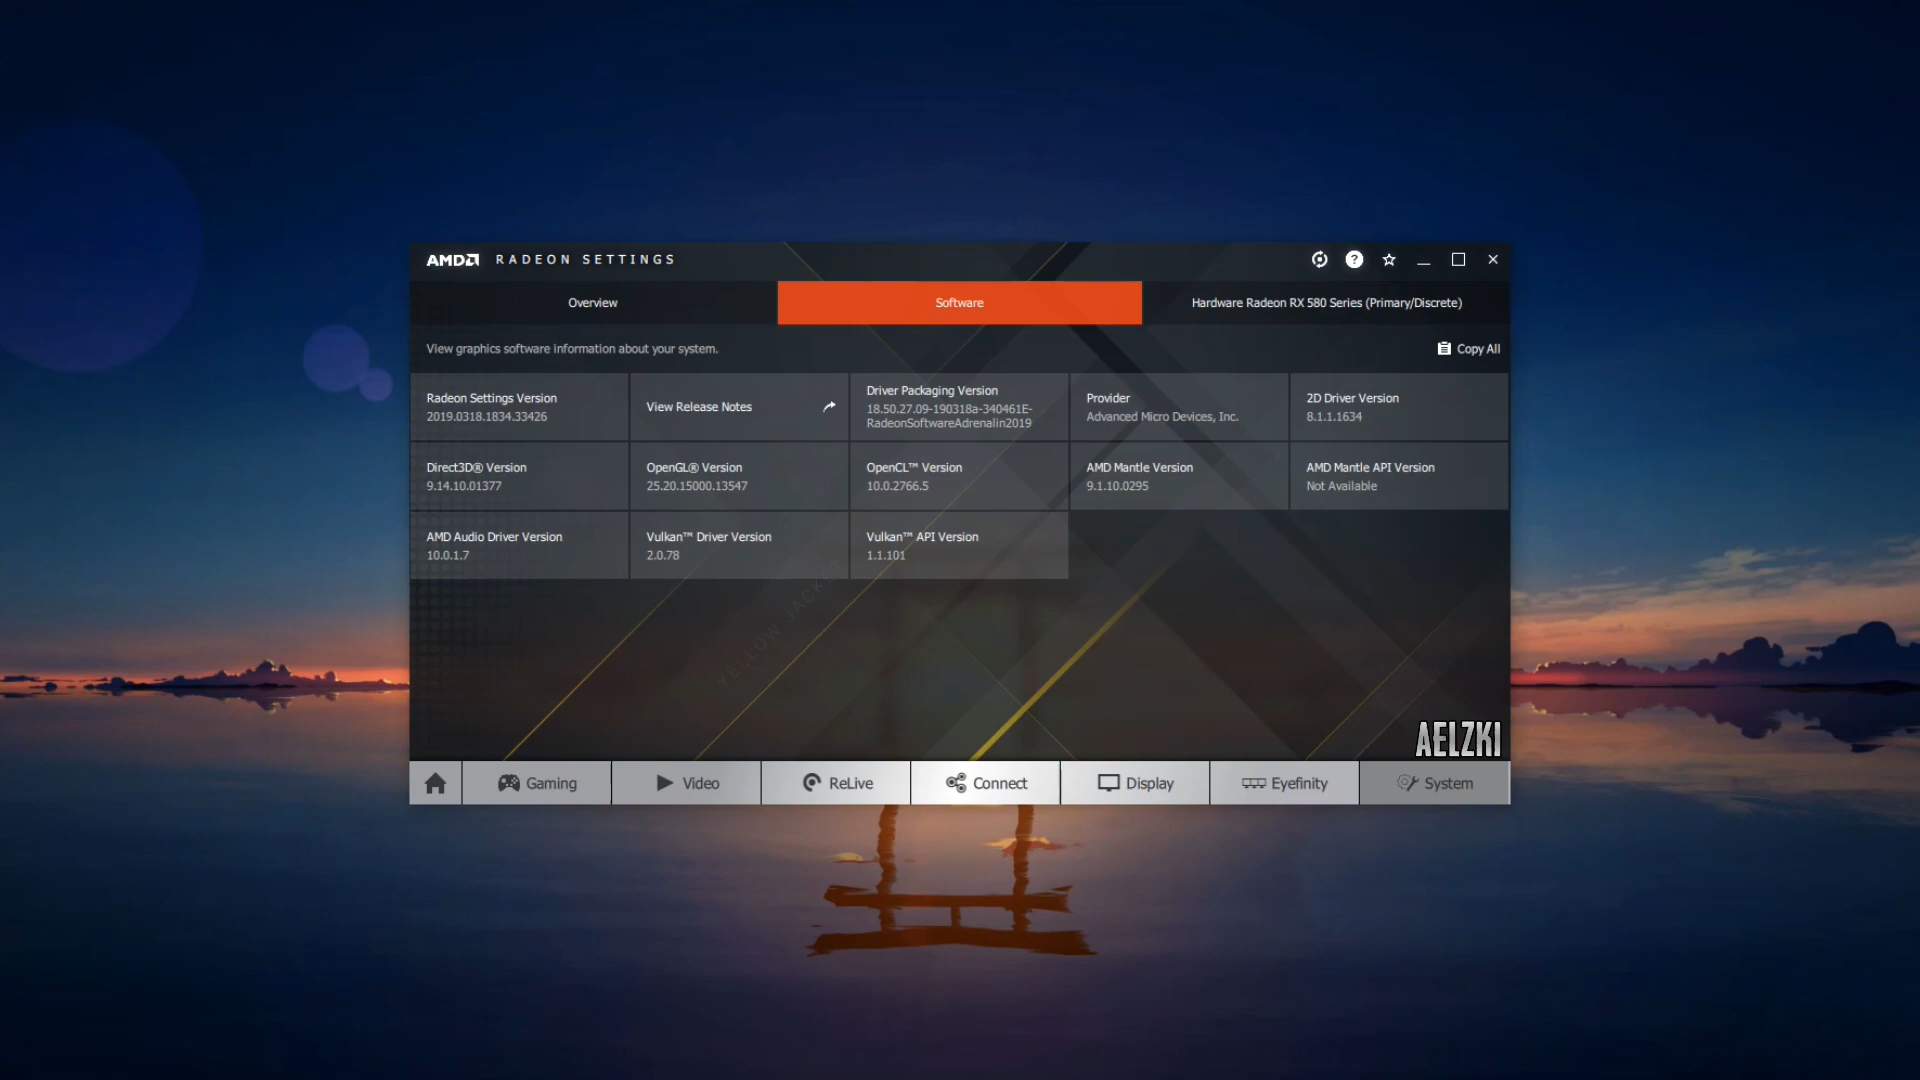 AMD RADEON SETTINGS
Overview
Software
Hardware Radeon RX 580 Series (Primary/Discrete)
View graphics software information about your system.
Copy All
Radeon Settings Version
2019.0318.1834.33426
View Release Notes
Driver Packaging Version
18.50.27.09-190318a-340461E-
RadeonSoftwareAdrenalin2019
Provider
Advanced Micro Devices, Inc.
2D Driver Version
8.1.1.1634
Direct3D® Version
9.14.10.01377
OpenGL® Version
25.20.15000.13547
OpenCL™ Version
10.0.2766.5
AMD Mantle Version
9.1.10.0295
AMD Mantle API Version
Not Available
AMD Audio Driver Version
10.0.1.7
Vulkan™ Driver Version
2.0.78
Vulkan™ API Version
1.1.101
YELLOW JACKET
AELZKI
Gaming
Video
ReLive
Connect
Display
Eyefinity
System